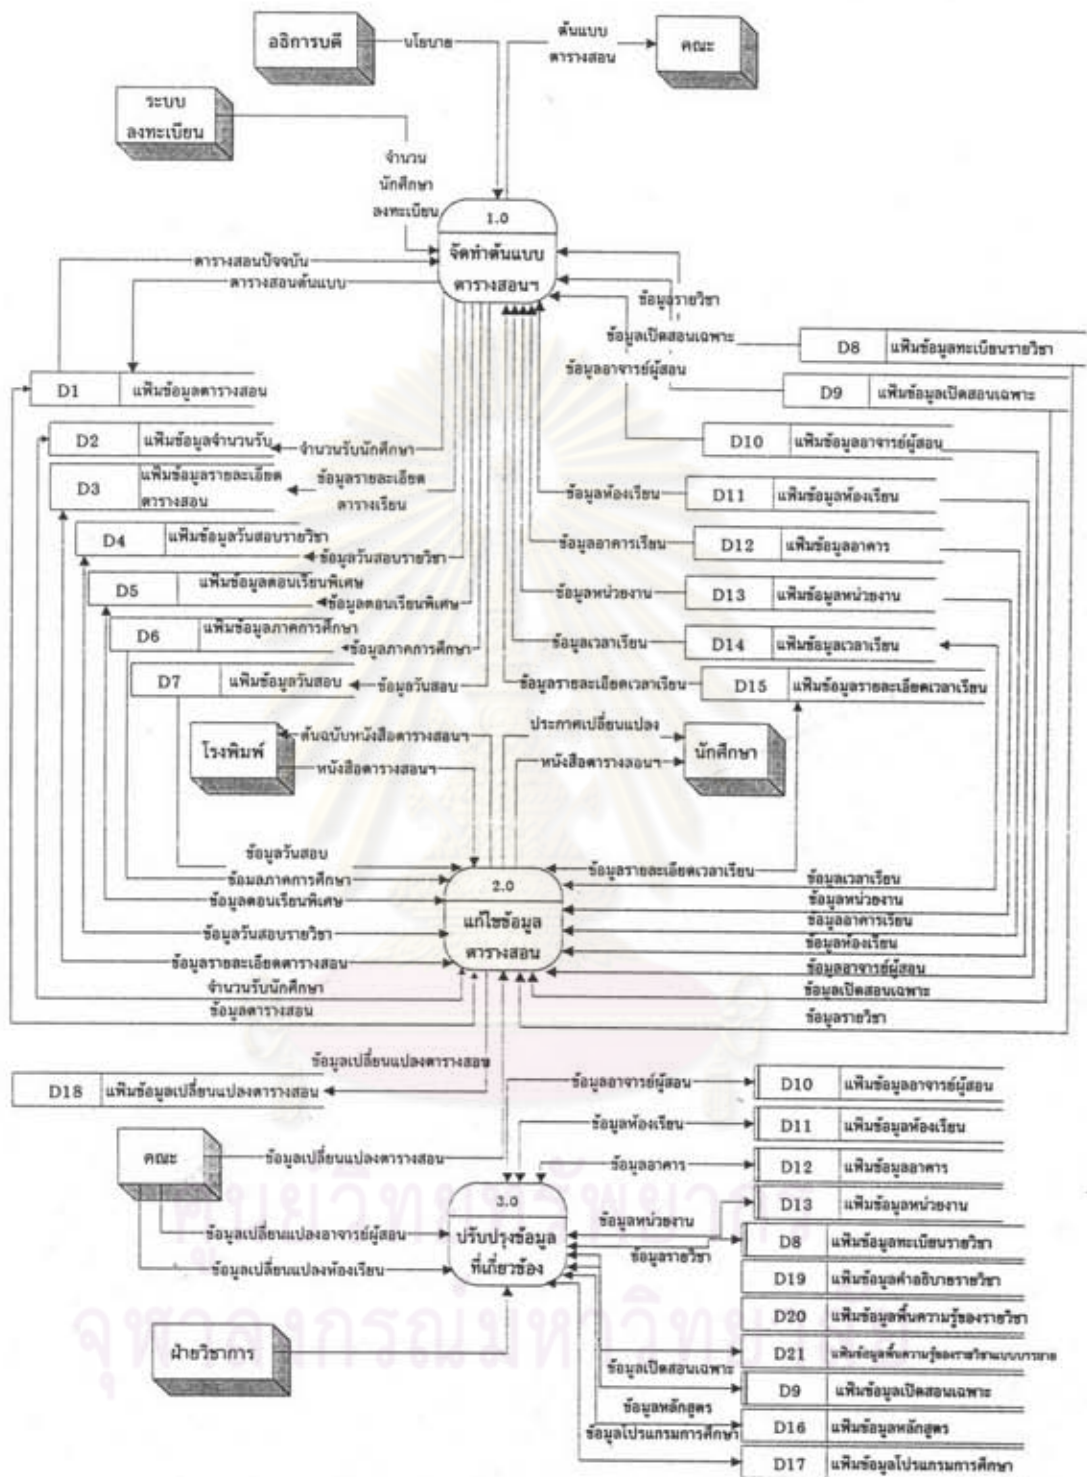 อธิการบดี
นโยบาย
ต้นแบบ
ตารางสอน
คณะ
ระบบ
ลงทะเบียน
จำนวน
นักศึกษา
ลงทะเบียน
1.0
จัดทำต้นแบบ
ตารางสอนฯ
ตารางสอนปัจจุบัน
ตารางสอนต้นแบบ
ข้อมูลรายวิชา
ข้อมูลเปิดสอนเฉพาะ
ข้อมูลอาจารย์ผู้สอน
D8 แฟ้มข้อมูลทะเบียนรายวิชา
D1 แฟ้มข้อมูลตารางสอน
D9 แฟ้มข้อมูลเปิดสอนเฉพาะ
D2 แฟ้มข้อมูลจำนวนรับ
จำนวนรับนักศึกษา
D10 แฟ้มข้อมูลอาจารย์ผู้สอน
D3 แฟ้มข้อมูลรายละเอียด
ตารางสอน
ข้อมูลรายละเอียด
ตารางเรียน
ข้อมูลห้องเรียน
D11 แฟ้มข้อมูลห้องเรียน
D4 แฟ้มข้อมูลวันสอบรายวิชา
ข้อมูลวันสอบรายวิชา
ข้อมูลอาคารเรียน
D12 แฟ้มข้อมูลอาคาร
D5 แฟ้มข้อมูลตอนเรียนพิเศษ
ข้อมูลตอนเรียนพิเศษ
ข้อมูลหน่วยงาน
D13 แฟ้มข้อมูลหน่วยงาน
D6 แฟ้มข้อมูลภาคการศึกษา
ข้อมูลภาคการศึกษา
ข้อมูลเวลาเรียน
D14 แฟ้มข้อมูลเวลาเรียน
D7 แฟ้มข้อมูลวันสอบ
ข้อมูลวันสอบ
ข้อมูลรายละเอียดเวลาเรียน
D15 แฟ้มข้อมูลรายละเอียดเวลาเรียน
โรงพิมพ์
ต้นฉบับหนังสือตารางสอนฯ
หนังสือตารางสอนฯ
ประกาศเปลี่ยนแปลง
หนังสือตารางสอนฯ
นักศึกษา
ข้อมูลวันสอบ
ข้อมูลภาคการศึกษา
ข้อมูลตอนเรียนพิเศษ
ข้อมูลวันสอบรายวิชา
ข้อมูลรายละเอียดตารางสอน
จำนวนรับนักศึกษา
ข้อมูลตารางสอน
2.0
แก้ไขข้อมูล
ตารางสอน
ข้อมูลรายละเอียดเวลาเรียน
ข้อมูลเวลาเรียน
ข้อมูลหน่วยงาน
ข้อมูลอาคารเรียน
ข้อมูลห้องเรียน
ข้อมูลอาจารย์ผู้สอน
ข้อมูลเปิดสอนเฉพาะ
ข้อมูลรายวิชา
ข้อมูลเปลี่ยนแปลงตารางสอน
D18 แฟ้มข้อมูลเปลี่ยนแปลงตารางสอน
คณะ
ข้อมูลเปลี่ยนแปลงตารางสอน
ข้อมูลเปลี่ยนแปลงอาจารย์ผู้สอน
ข้อมูลเปลี่ยนแปลงห้องเรียน
ฝ่ายวิชาการ
3.0
ปรับปรุงข้อมูล
ที่เกี่ยวข้อง
ข้อมูลอาจารย์ผู้สอน
D10 แฟ้มข้อมูลอาจารย์ผู้สอน
ข้อมูลห้องเรียน
D11 แฟ้มข้อมูลห้องเรียน
ข้อมูลอาคาร
D12 แฟ้มข้อมูลอาคาร
ข้อมูลหน่วยงาน
D13 แฟ้มข้อมูลหน่วยงาน
ข้อมูลรายวิชา
D8 แฟ้มข้อมูลทะเบียนรายวิชา
D19 แฟ้มข้อมูลคำอธิบายรายวิชา
D20 แฟ้มข้อมูลพื้นความรู้ของรายวิชา
D21 แฟ้มข้อมูลพื้นความรู้ของรายวิชาแบบบรรยาย
ข้อมูลเปิดสอนเฉพาะ
D9 แฟ้มข้อมูลเปิดสอนเฉพาะ
ข้อมูลหลักสูตร
D16 แฟ้มข้อมูลหลักสูตร
ข้อมูลโปรแกรมการศึกษา
D17 แฟ้มข้อมูลโปรแกรมการศึกษา
ศูนย์วิทยทรัพยากร
จุฬาลงกรณ์มหาวิทยาลัย